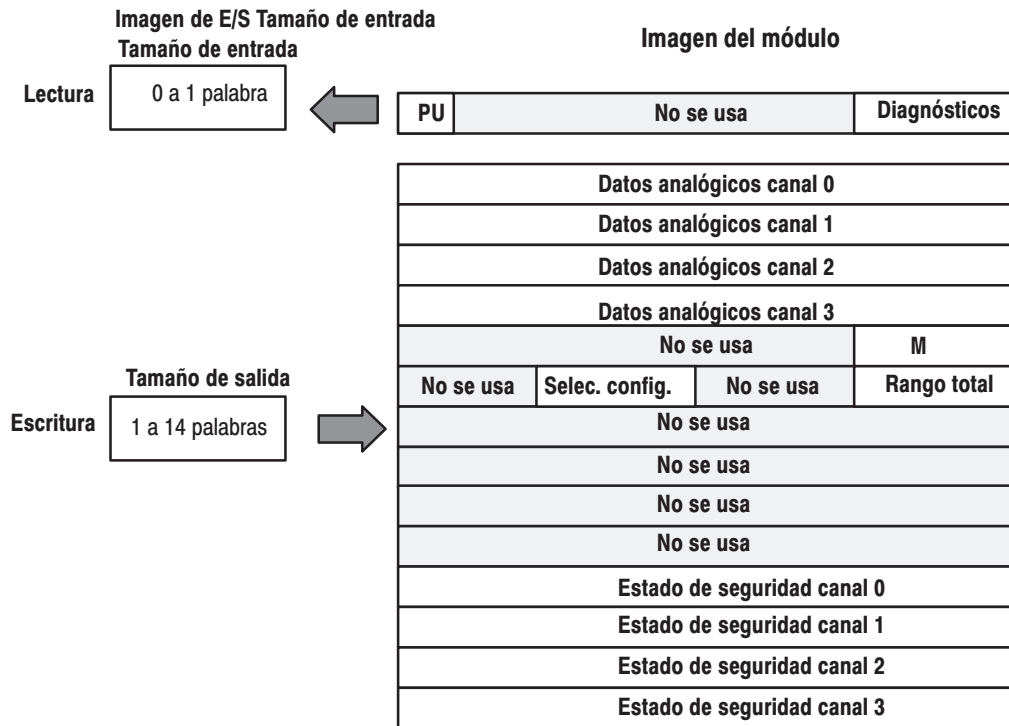 Imagen de E/S Tamaño de entrada
Tamaño de entrada
Imagen del módulo
Lectura
0 a 1 palabra
PU
No se usa
Diagnósticos
Datos analógicos canal 0
Datos analógicos canal 1
Datos analógicos canal 2
Datos analógicos canal 3
No se usa
M
Tamaño de salida
No se usa
Selec. config.
No se usa
Rango total
Escritura
1 a 14 palabras
No se usa
No se usa
No se usa
No se usa
Estado de seguridad canal 0
Estado de seguridad canal 1
Estado de seguridad canal 2
Estado de seguridad canal 3